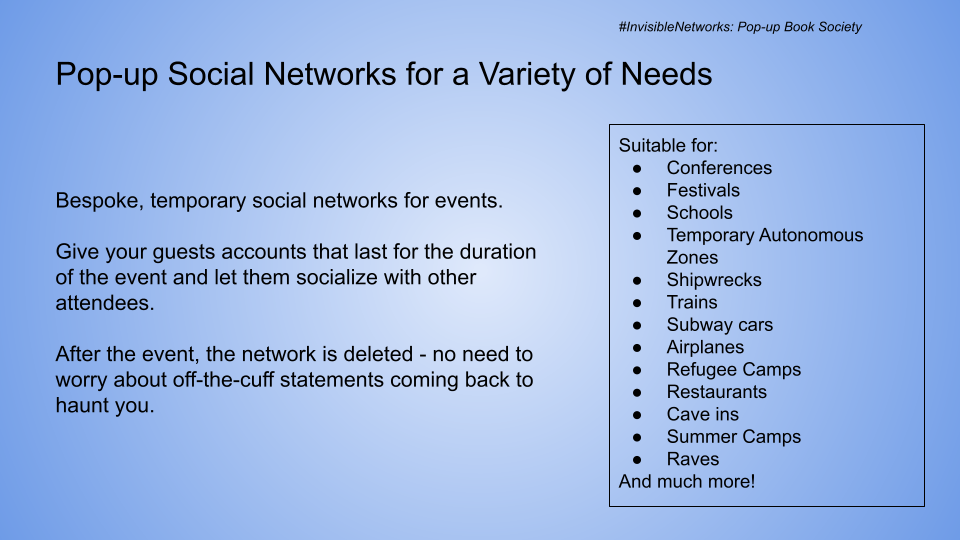 #InvisibleNetworks: Pop-up Book Society
Pop-up Social Networks for a Variety of Needs
Bespoke, temporary social networks for events.
Give your guests accounts that last for the duration
of the event and let them socialize with other
attendees.
After the event, the network is deleted - no need to
worry about off-the-cuff statements coming back to
haunt you.
Suitable for:
● Conferences
● Festivals
● Schools
● Temporary Autonomous
Zones
● Shipwrecks
● Trains
● Subway cars
● Airplanes
● Refugee Camps
● Restaurants
● Cave ins
● Summer Camps
● Raves
And much more!